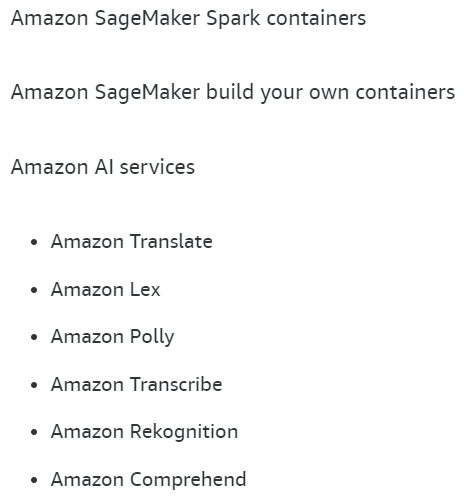 Amazon SageMaker Spark containers
Amazon SageMaker build your own containers
Amazon AI services
• Amazon Translate
• Amazon Lex
• Amazon Polly
• Amazon Transcribe
• Amazon Rekognition
• Amazon Comprehend